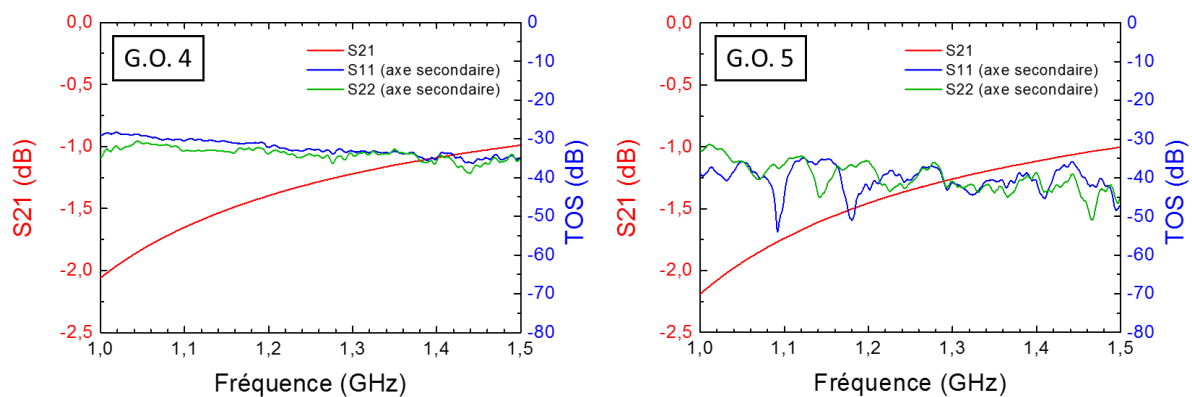 G.O. 4
S21
S11 (axe secondaire)
S22 (axe secondaire)
S21 (dB)
0,0
-0,5
-1,0
-1,5
-2,0
-2,5
TOS (dB)
0
-10
-20
-30
-40
-50
-60
-70
-80
1,0 1,1 1,2 1,3 1,4 1,5
Fréquence (GHz)
G.O. 5
S21
S11 (axe secondaire)
S22 (axe secondaire)
S21 (dB)
0,0
-0,5
-1,0
-1,5
-2,0
-2,5
TOS (dB)
0
-10
-20
-30
-40
-50
-60
-70
-80
1,0 1,1 1,2 1,3 1,4 1,5
Fréquence (GHz)